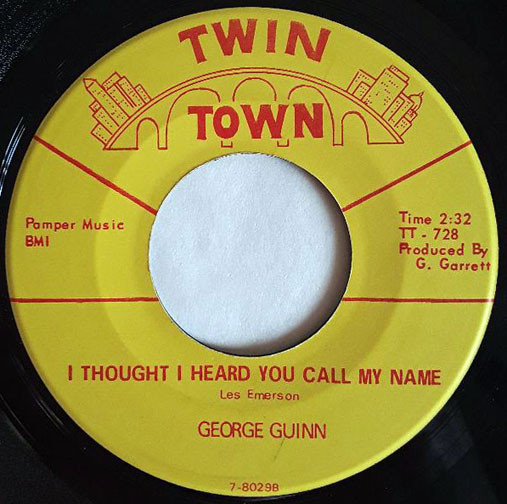 TWIN
TOWN
Pamper Music
BMI
Time 2:32
TT - 728
Produced By
G. Garrett
I THOUGHT I HEARD YOU CALL MY NAME
Les Emerson
GEORGE GUINN
7-8029B